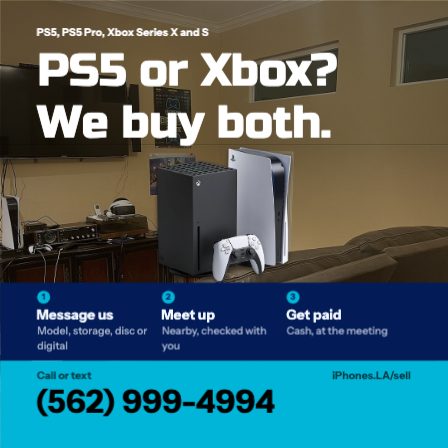 PS5, PS5 Pro, Xbox Series X and S
PS5 or Xbox?
We buy both.
1
Message us
Model, storage, disc or
digital
2
Meet up
Nearby, checked with
you
3
Get paid
Cash, at the meeting
Call or text
iPhones.LA/sell
(562) 999-4994